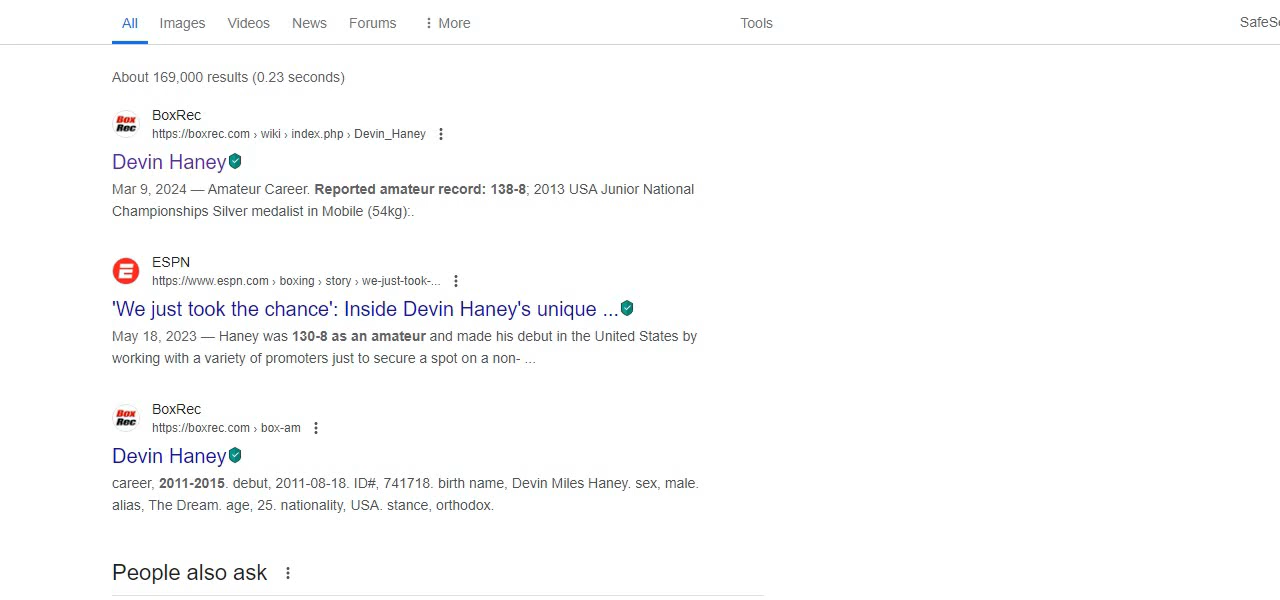 All Images Videos News Forums ⋮ More Tools SafeSe
About 169,000 results (0.23 seconds)
Box Rec
BoxRec
https://boxrec.com › wiki › index.php › Devin_Haney
Devin Haney
Mar 9, 2024 — Amateur Career. Reported amateur record: 138-8; 2013 USA Junior National
Championships Silver medalist in Mobile (54kg):.
ESPN
https://www.espn.com › boxing › story › we-just-took-...
'We just took the chance': Inside Devin Haney's unique ...
May 18, 2023 — Haney was 130-8 as an amateur and made his debut in the United States by
working with a variety of promoters just to secure a spot on a non- ...
Box Rec
BoxRec
https://boxrec.com › box-am
Devin Haney
career, 2011-2015. debut, 2011-08-18. ID#, 741718. birth name, Devin Miles Haney. sex, male.
alias, The Dream. age, 25. nationality, USA. stance, orthodox.
People also ask